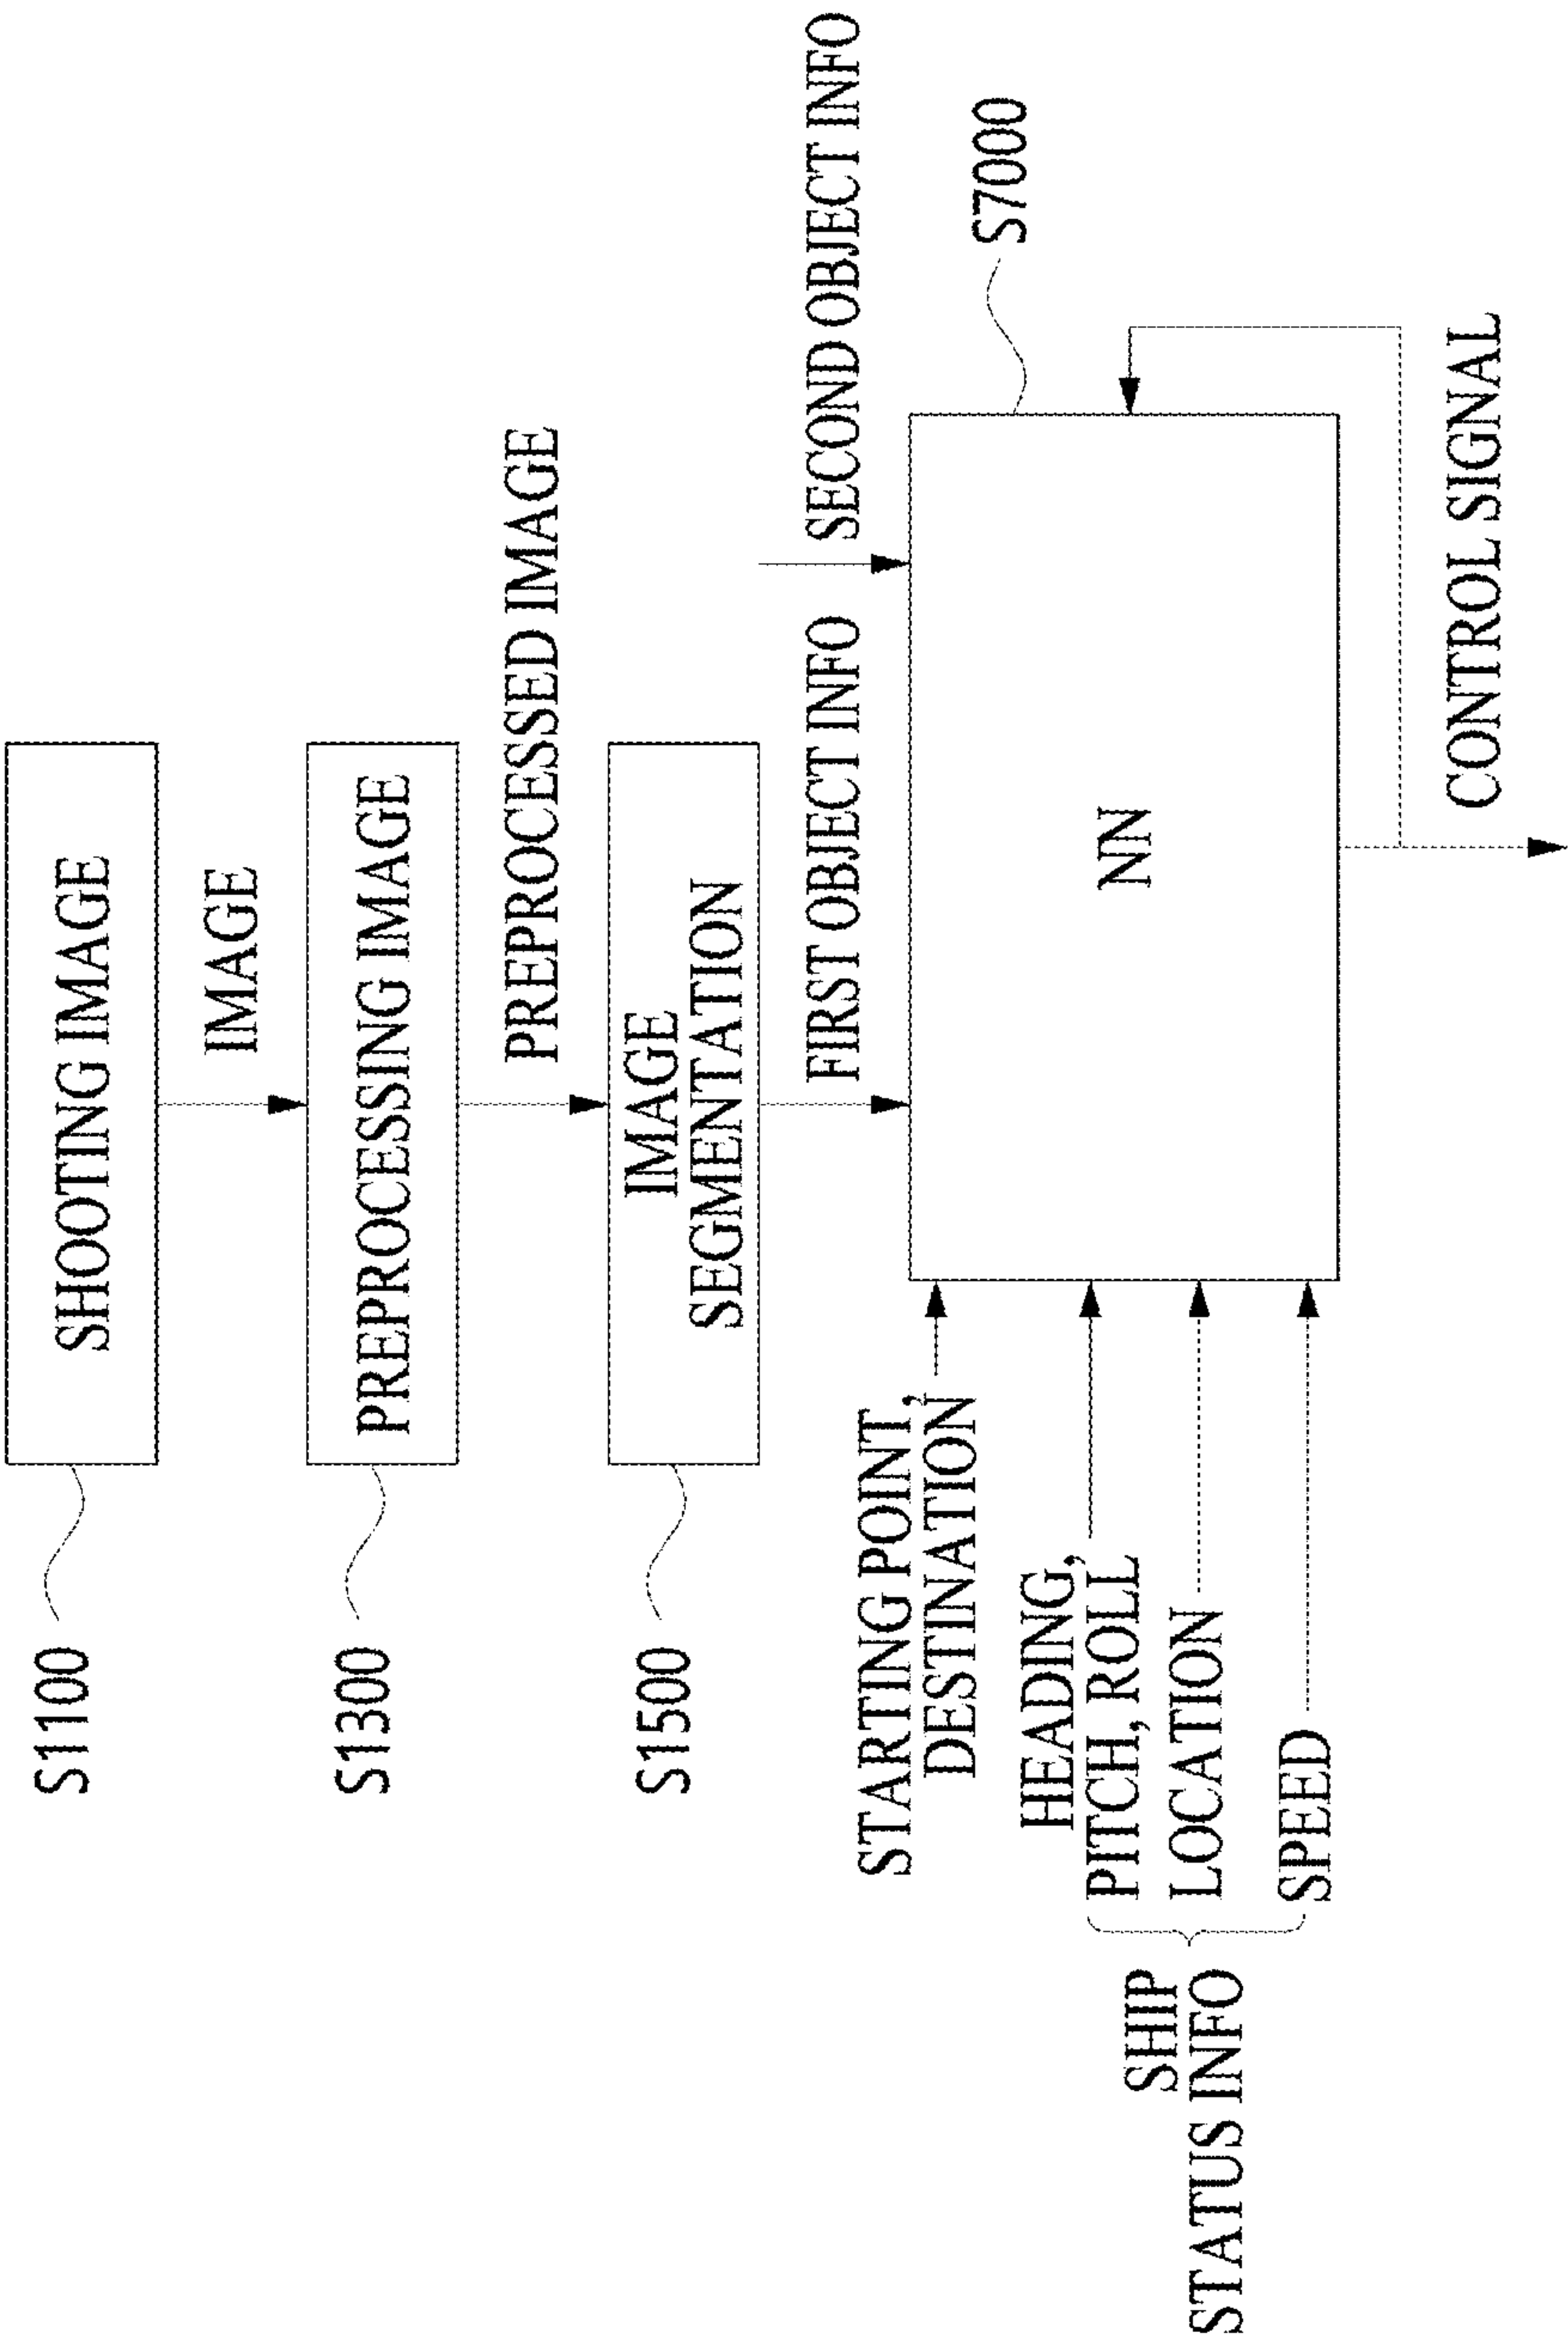 S1100
SHOOTING IMAGE
IMAGE
S1300
PREPROCESSING IMAGE
PREPROCESSED IMAGE
S1500
IMAGE
SEGMENTATION
FIRST OBJECT INFO
SECOND OBJECT INFO
STARTING POINT,
DESTINATION
S7000
HEADING,
PITCH, ROLL
NN
SHIP
STATUS INFO
LOCATION
SPEED
CONTROL SIGNAL